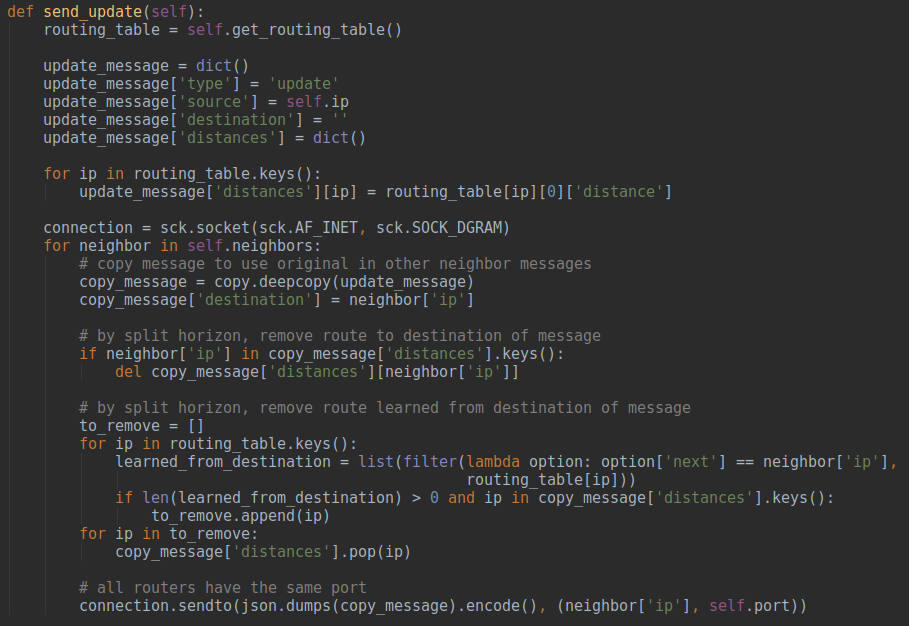 def send_update(self):
    routing_table = self.get_routing_table()

    update_message = dict()
    update_message['type'] = 'update'
    update_message['source'] = self.ip
    update_message['destination'] = ''
    update_message['distances'] = dict()

    for ip in routing_table.keys():
        update_message['distances'][ip] = routing_table[ip][0]['distance']

    connection = sck.socket(sck.AF_INET, sck.SOCK_DGRAM)
    for neighbor in self.neighbors:
        # copy message to use original in other neighbor messages
        copy_message = copy.deepcopy(update_message)
        copy_message['destination'] = neighbor['ip']

        # by split horizon, remove route to destination of message
        if neighbor['ip'] in copy_message['distances'].keys():
            del copy_message['distances'][neighbor['ip']]

        # by split horizon, remove route learned from destination of message
        to_remove = []
        for ip in routing_table.keys():
            learned_from_destination = list(filter(lambda option: option['next'] == neighbor['ip'],
                                                   routing_table[ip]))
            if len(learned_from_destination) > 0 and ip in copy_message['distances'].keys():
                to_remove.append(ip)
        for ip in to_remove:
            copy_message['distances'].pop(ip)

        # all routers have the same port
        connection.sendto(json.dumps(copy_message).encode(), (neighbor['ip'], self.port))